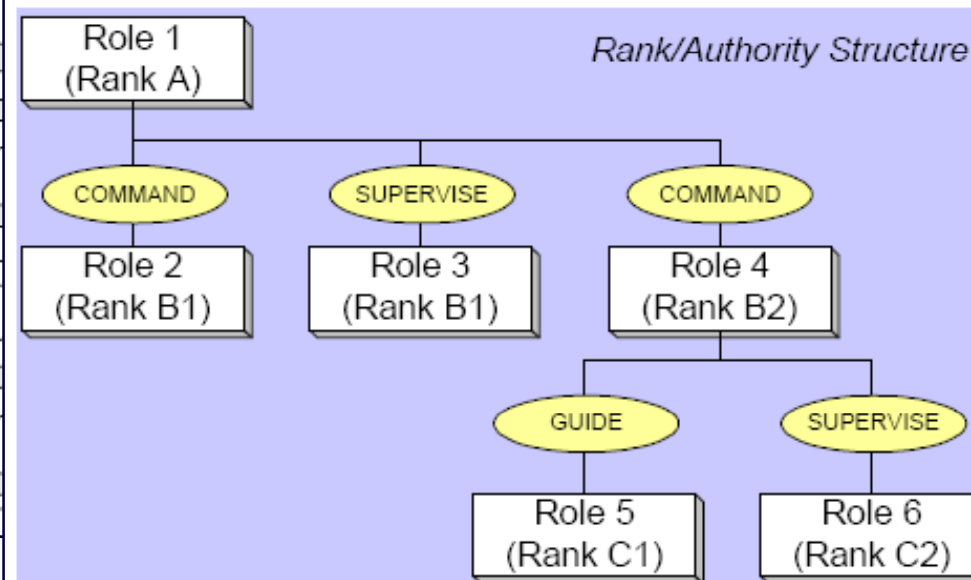 Role 1
(Rank A)
Rank/Authority Structure
COMMAND
SUPERVISE
COMMAND
Role 2
(Rank B1)
Role 3
(Rank B1)
Role 4
(Rank B2)
GUIDE
SUPERVISE
Role 5
(Rank C1)
Role 6
(Rank C2)